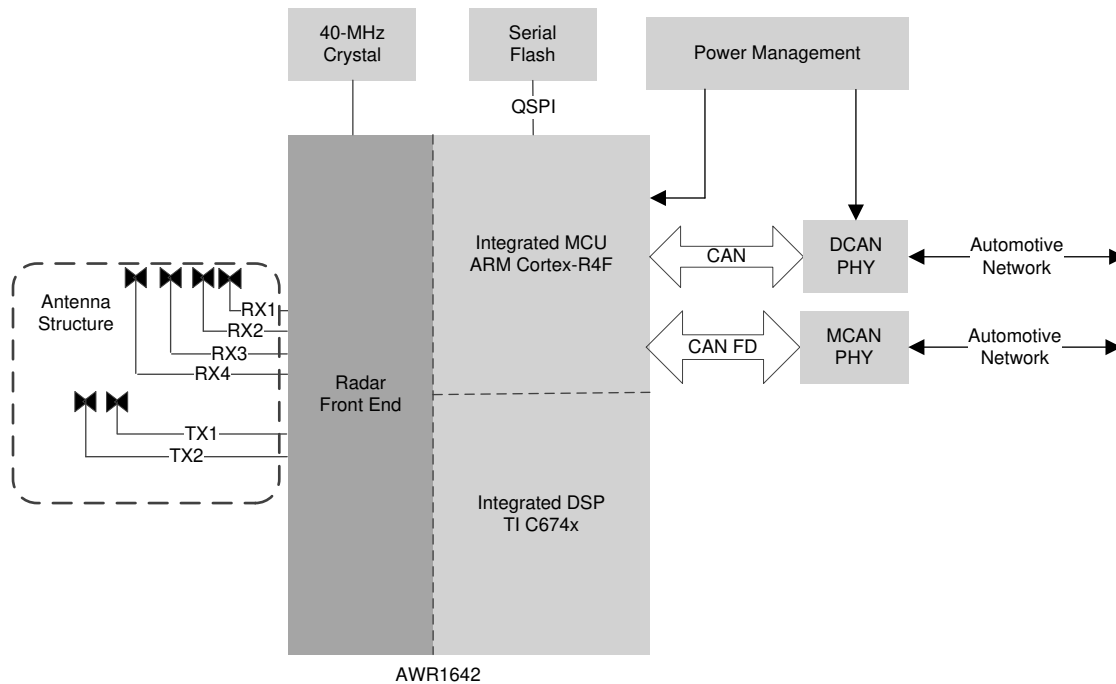 40-MHz
Crystal
Serial
Flash
Power Management
QSPI
Integrated MCU
ARM Cortex-R4F
CAN
DCAN
PHY
Automotive
Network
Antenna
Structure
RX1
RX2
RX3
RX4
CAN FD
MCAN
PHY
Automotive
Network
Radar
Front End
TX1
TX2
Integrated DSP
TI C674x
AWR1642